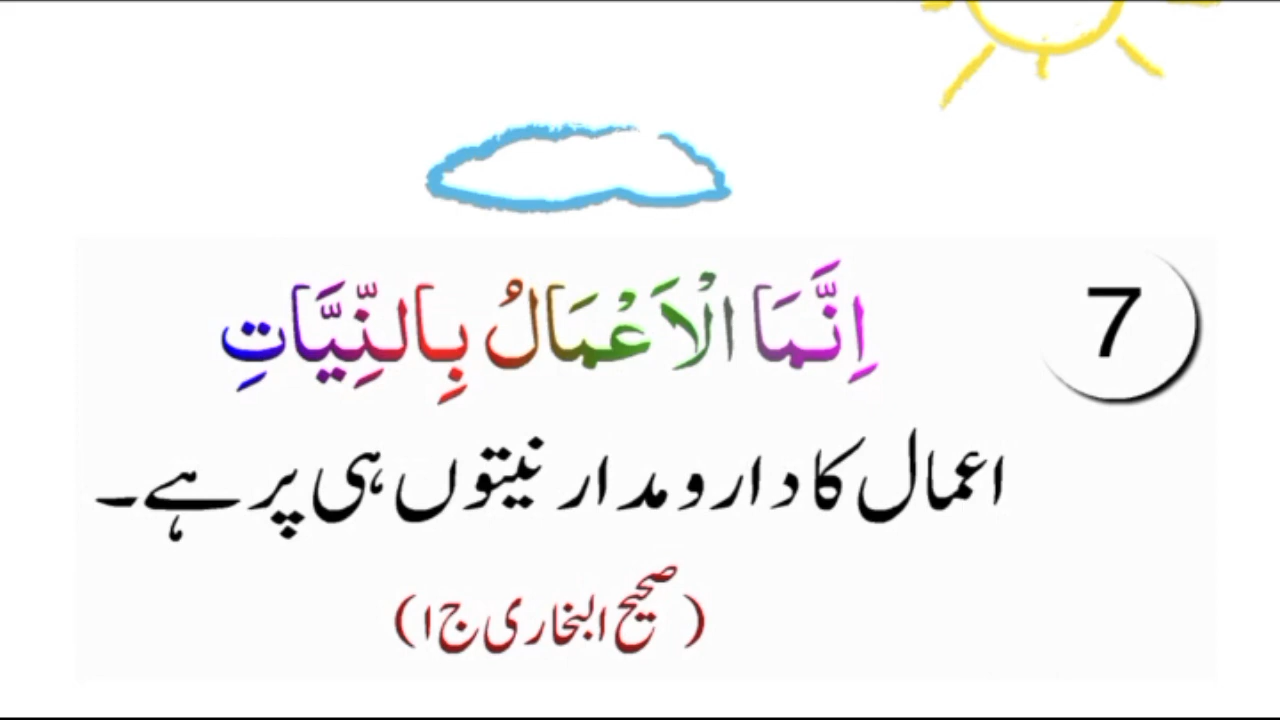 7
اِنَّمَا الْاَعْمَالُ بِالنِّيَّاتِ
اعمال کا دارومدار نیتوں ہی پر ہے۔
(صحیح البخاری ج ۱)